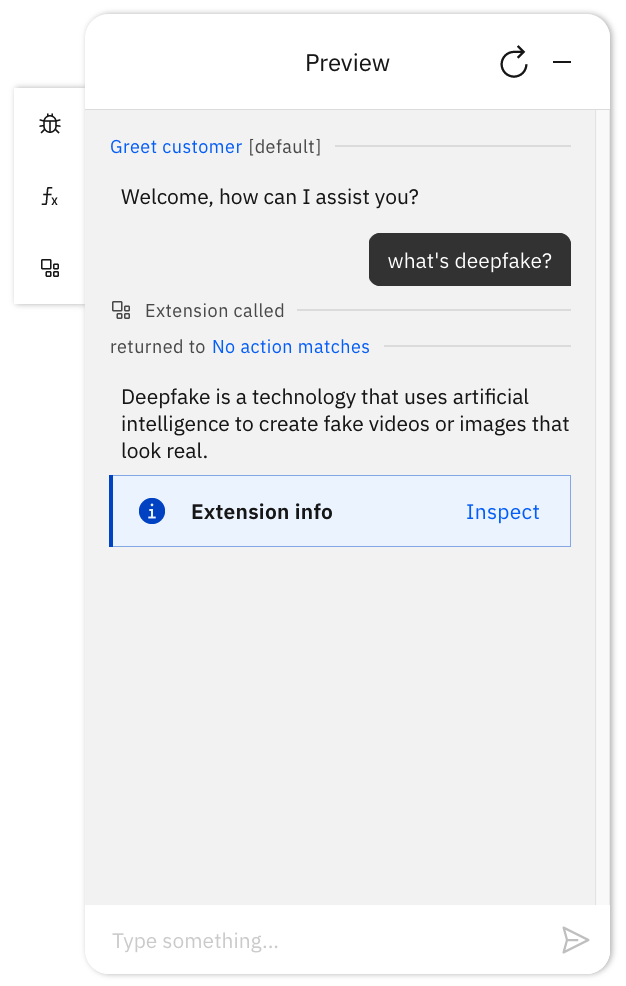 Preview
Greet customer [default]
Welcome, how can I assist you?
what's deepfake?
Extension called
returned to No action matches
Deepfake is a technology that uses artificial
intelligence to create fake videos or images that
look real.
Extension info Inspect
Type something...